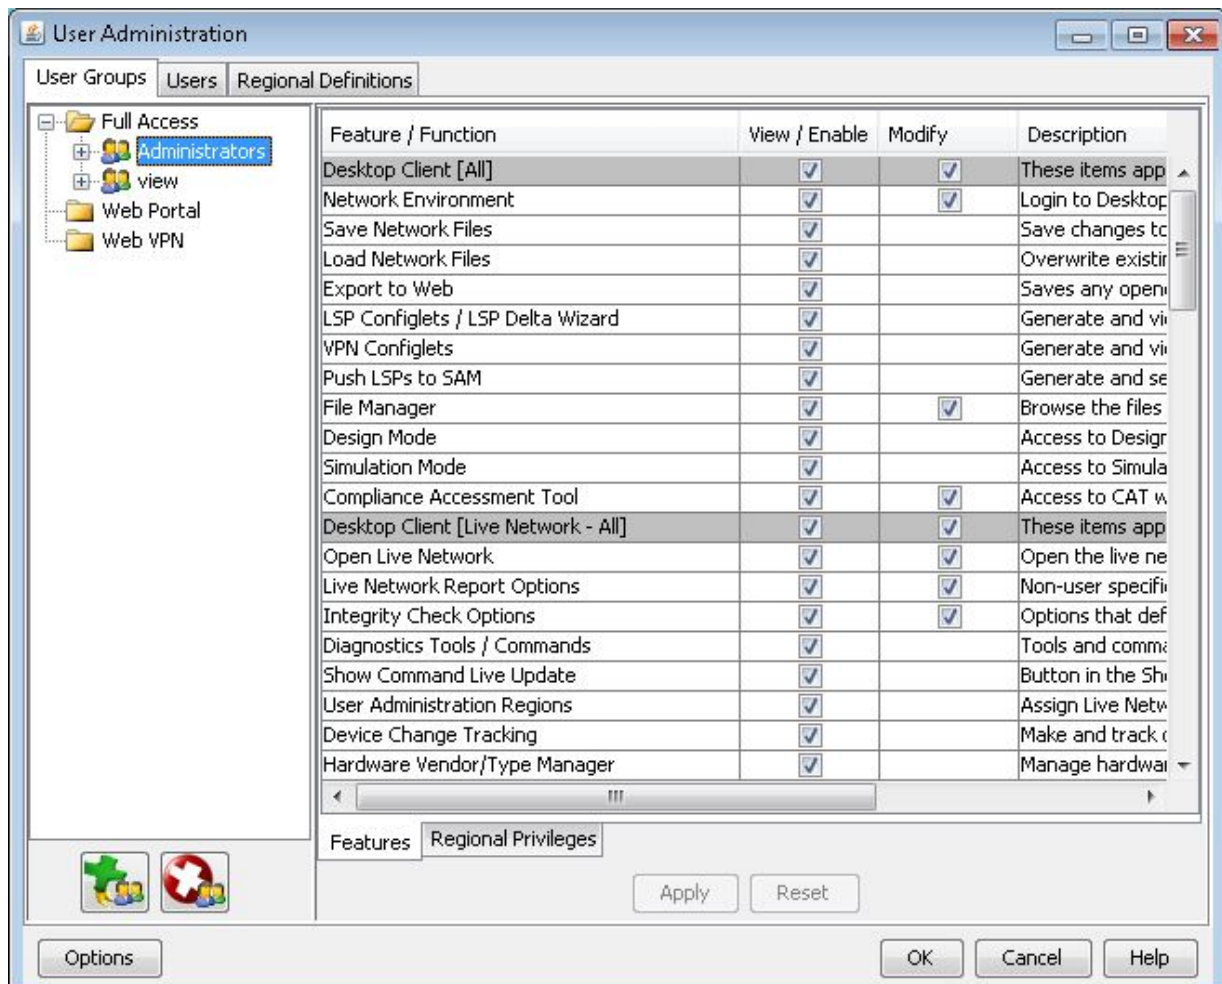 User Administration
User Groups Users Regional Definitions
Full Access
Administrators
view
Web Portal
Web VPN
Feature / Function View / Enable Modify Description
Desktop Client [All] These items app
Network Environment Login to Desktop
Save Network Files Save changes to
Load Network Files Overwrite existin
Export to Web Saves any open
LSP Configlets / LSP Delta Wizard Generate and vi
VPN Configlets Generate and vi
Push LSPs to SAM Generate and se
File Manager Browse the files
Design Mode Access to Design
Simulation Mode Access to Simula
Compliance Accessment Tool Access to CAT w
Desktop Client [Live Network - All] These items app
Open Live Network Open the live ne
Live Network Report Options Non-user specifi
Integrity Check Options Options that def
Diagnostics Tools / Commands Tools and comma
Show Command Live Update Button in the Sho
User Administration Regions Assign Live Netw
Device Change Tracking Make and track
Hardware Vendor/Type Manager Manage hardwar
Features Regional Privileges
Apply Reset
Options OK Cancel Help